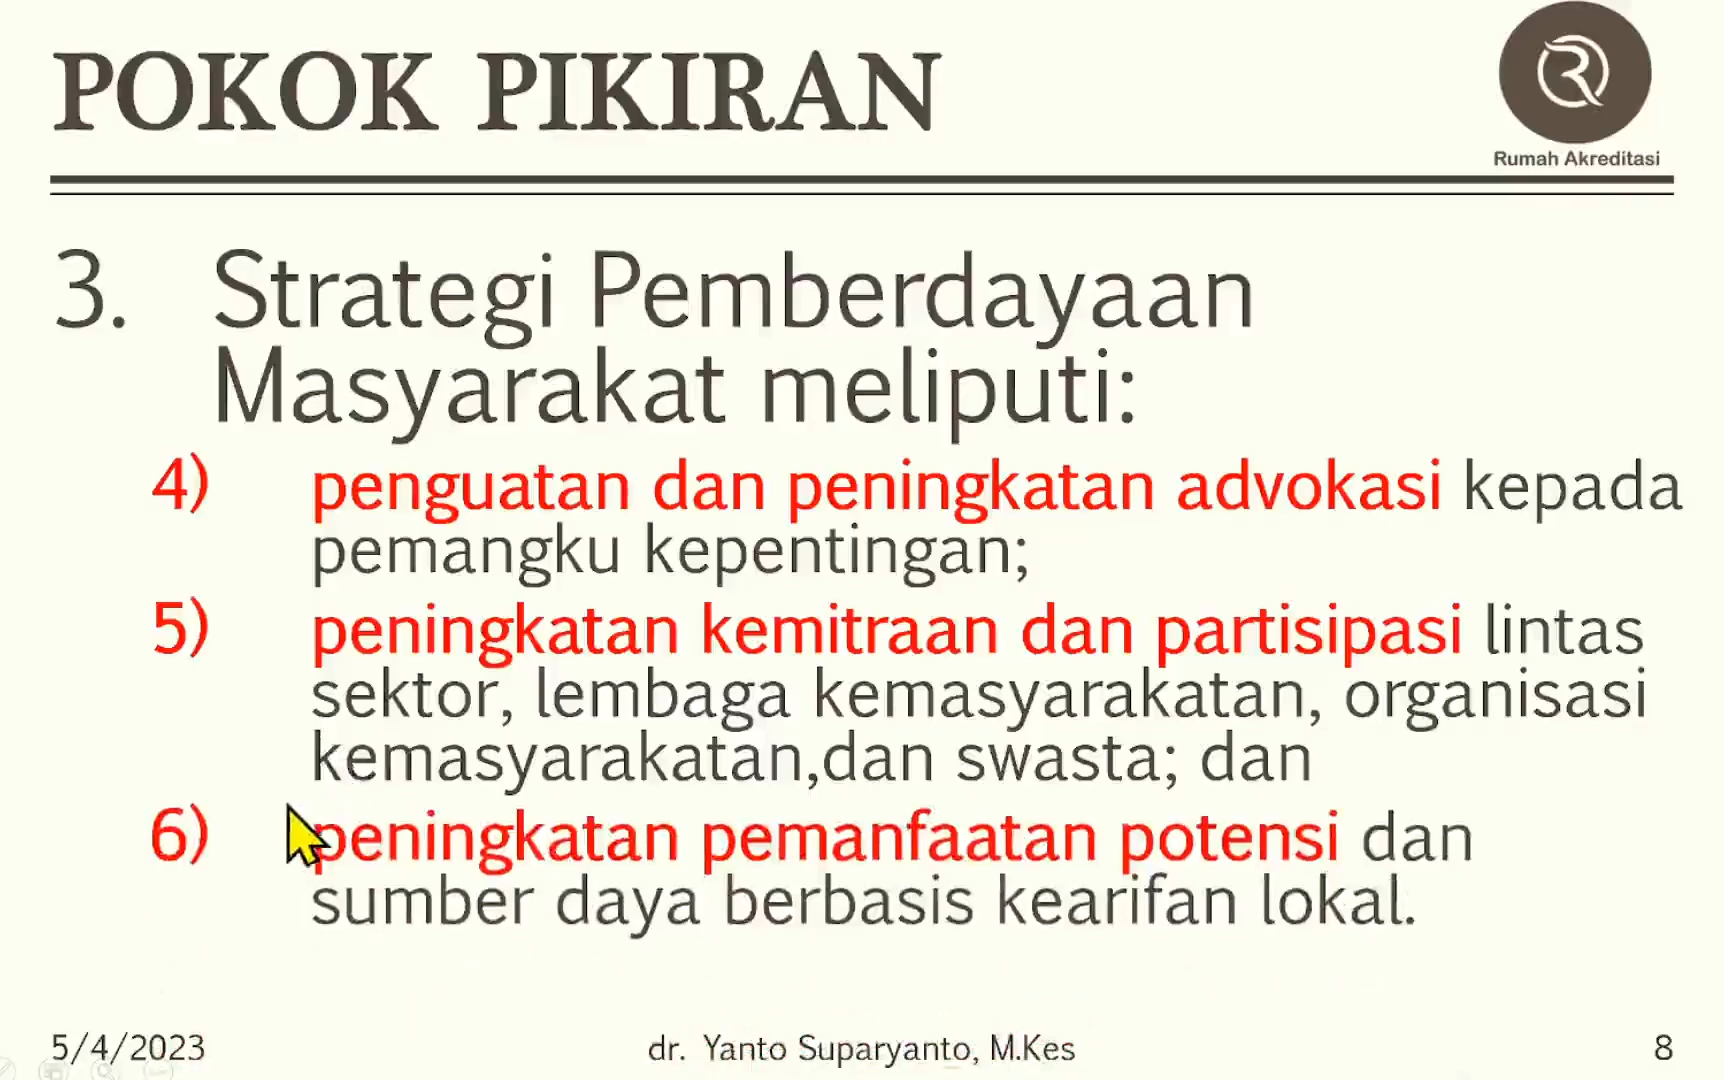 POKOK PIKIRAN
Rumah Akreditasi
3. Strategi Pemberdayaan
Masyarakat meliputi:
4) penguatan dan peningkatan advokasi kepada
pemangku kepentingan;
5) peningkatan kemitraan dan partisipasi lintas
sektor, lembaga kemasyarakatan, organisasi
kemasyarakatan,dan swasta; dan
6) peningkatan pemanfaatan potensi dan
sumber daya berbasis kearifan lokal.
5/4/2023 dr. Yanto Suparyanto, M.Kes 8